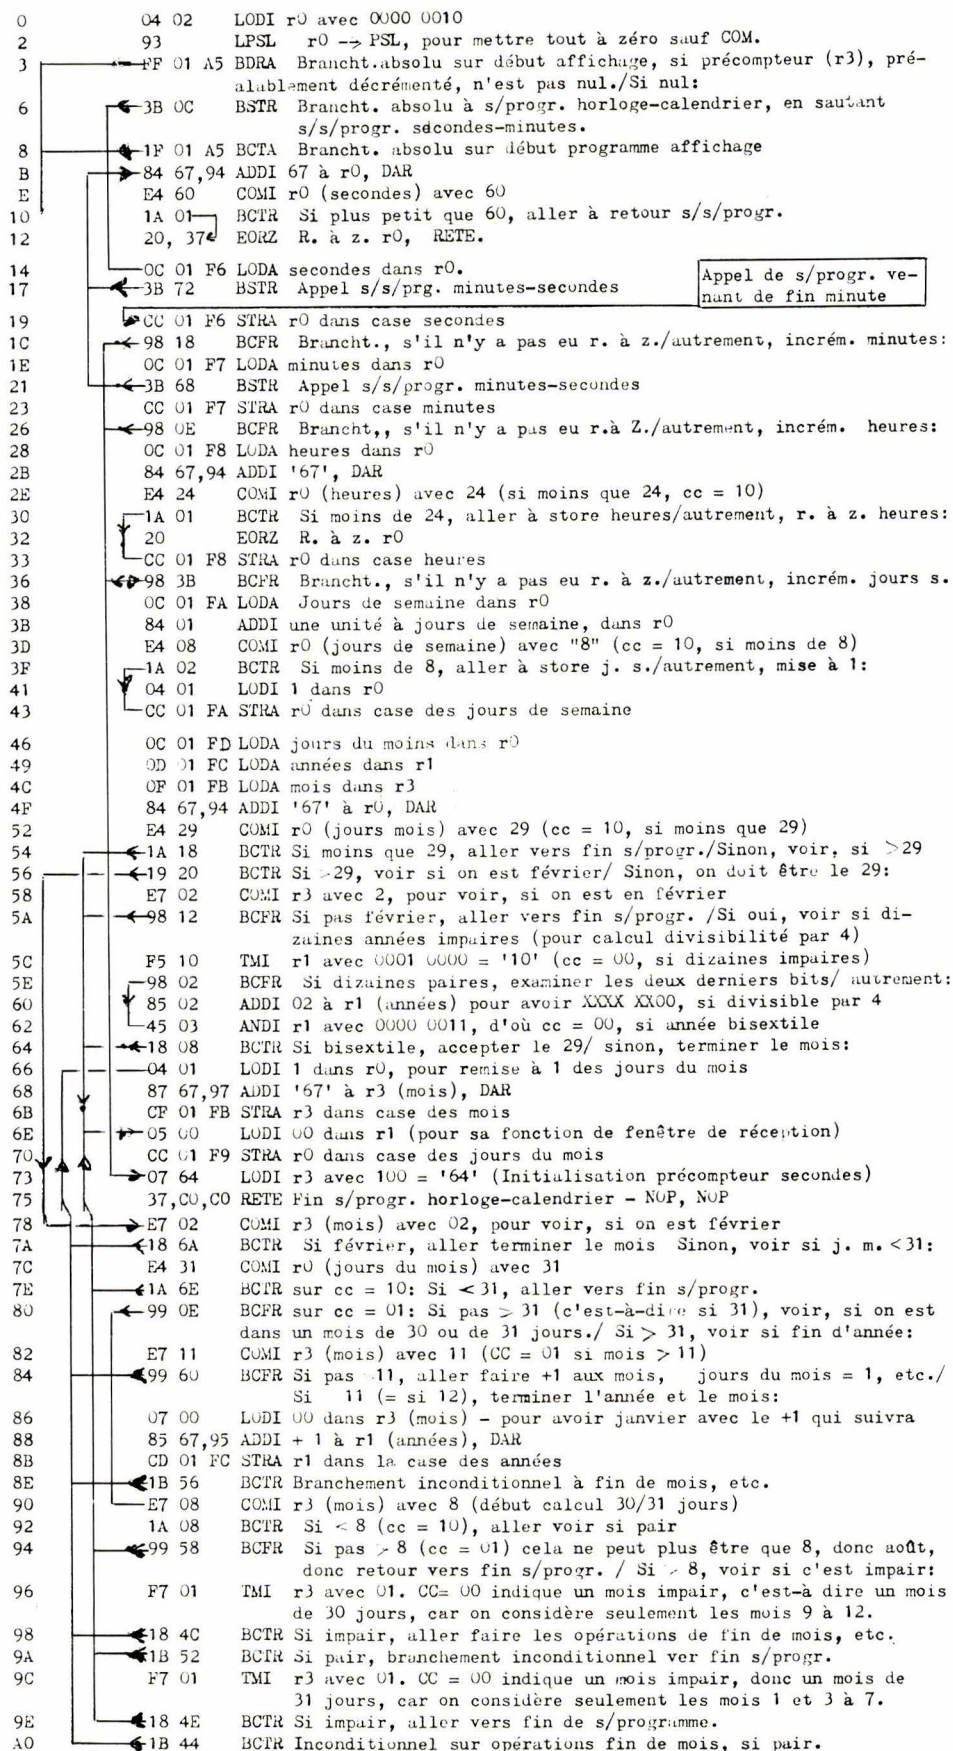 0 04 02 LODI r0 avec 0000 0010
2 93 LPSL r0 --> PSL, pour mettre tout à zéro sauf COM.
3 FF 01 A5 BDRA Brancht.absolu sur début affichage, si précompteur (r3), pré-
alablement décrémenté, n'est pas nul./Si nul:
6 3B 0C BSTR Brancht. absolu à s/progr. horloge-calendrier, en sautant
s/s/progr. secondes-minutes.
8 1F 01 A5 BCTA Brancht. absolu sur début programme affichage
B 84 67,94 ADDI 67 à r0, DAR
E E4 60 COMI r0 (secondes) avec 60
10 1A 01 BCTR Si plus petit que 60, aller à retour s/s/progr.
12 20, 37 EORZ R. à z. r0, RETE.
14 0C 01 F6 LODA secondes dans r0.
17 3B 72 BSTR Appel s/s/prg. minutes-secondes
Appel de s/progr. ve-
nant de fin minute
19 CC 01 F6 STRA r0 dans case secondes
1C 98 18 BCFR Brancht., s'il n'y a pas eu r. à z./autrement, incrém. minutes:
1E 0C 01 F7 LODA minutes dans r0
21 3B 68 BSTR Appel s/s/progr. minutes-secondes
23 CC 01 F7 STRA r0 dans case minutes
26 98 0E BCFR Brancht,, s'il n'y a pas eu r.à Z./autrement, incrém. heures:
28 0C 01 F8 LODA heures dans r0
2B 84 67,94 ADDI '67', DAR
2E E4 24 COMI r0 (heures) avec 24 (si moins que 24, cc = 10)
30 1A 01 BCTR Si moins de 24, aller à store heures/autrement, r. à z. heures:
32 20 EORZ R. à z. r0
33 CC 01 F8 STRA r0 dans case heures
36 98 3B BCFR Brancht., s'il n'y a pas eu r. à z./autrement, incrém. jours s.
38 0C 01 FA LODA Jours de semaine dans r0
3B 84 01 ADDI une unité à jours de semaine, dans r0
3D E4 08 COMI r0 (jours de semaine) avec "8" (cc = 10, si moins de 8)
3F 1A 02 BCTR Si moins de 8, aller à store j. s./autrement, mise à 1:
41 04 01 LODI 1 dans r0
43 CC 01 FA STRA r0 dans case des jours de semaine
46 0C 01 FD LODA jours du moins dans r0
49 0D 01 FC LODA années dans r1
4C 0F 01 FB LODA mois dans r3
4F 84 67,94 ADDI '67' à r0, DAR
52 E4 29 COMI r0 (jours mois) avec 29 (cc = 10, si moins que 29)
54 1A 18 BCTR Si moins que 29, aller vers fin s/progr./Sinon, voir, si >29
56 19 20 BCTR Si >29, voir si on est février/ Sinon, on doit être le 29:
58 E7 02 COMI r3 avec 2, pour voir, si on est en février
5A 98 12 BCFR Si pas février, aller vers fin s/progr. /Si oui, voir si di-
zaines années impaires (pour calcul divisibilité par 4)
5C F5 10 TMI r1 avec 0001 0000 = '10' (cc = 00, si dizaines impaires)
5E 98 02 BCFR Si dizaines paires, examiner les deux derniers bits/ autrement:
60 85 02 ADDI 02 à r1 (années) pour avoir XXXX XX00, si divisible par 4
62 45 03 ANDI r1 avec 0000 0011, d'où cc = 00, si année bisextile
64 18 08 BCTR Si bisextile, accepter le 29/ sinon, terminer le mois:
66 04 01 LODI 1 dans r0, pour remise à 1 des jours du mois
68 87 67,97 ADDI '67' à r3 (mois), DAR
6B CF 01 FB STRA r3 dans case des mois
6E 05 00 LODI 00 dans r1 (pour sa fonction de fenêtre de réception)
70 CC 01 F9 STRA r0 dans case des jours du mois
73 07 64 LODI r3 avec 100 = '64' (Initialisation précompteur secondes)
75 37,C0,C0 RETE Fin s/progr. horloge-calendrier - NOP, NOP
78 E7 02 COMI r3 (mois) avec 02, pour voir, si on est février
7A 18 6A BCTR Si février, aller terminer le mois Sinon, voir si j. m.<31:
7C E4 31 COMI r0 (jours du mois) avec 31
7E 1A 6E BCTR sur cc = 10: Si < 31, aller vers fin s/progr.
80 99 0E BCFR sur cc = 01: Si pas > 31 (c'est-à-dire si 31), voir, si on est
dans un mois de 30 ou de 31 jours./ Si > 31, voir si fin d'année:
82 E7 11 COMI r3 (mois) avec 11 (CC = 01 si mois > 11)
84 99 60 BCFR Si pas 11, aller faire +1 aux mois, jours du mois = 1, etc./
Si 11 (= si 12), terminer l'année et le mois:
86 07 00 LODI 00 dans r3 (mois) - pour avoir janvier avec le +1 qui suivra
88 85 67,95 ADDI + 1 à r1 (années), DAR
8B CD 01 FC STRA r1 dans la case des années
8E 1B 56 BCTR Branchement inconditionnel à fin de mois, etc.
90 E7 08 COMI r3 (mois) avec 8 (début calcul 30/31 jours)
92 1A 08 BCTR Si < 8 (cc = 10), aller voir si pair
94 99 58 BCFR Si pas > 8 (cc = 01) cela ne peut plus être que 8, donc août,
donc retour vers fin s/progr. / Si > 8, voir si c'est impair:
96 F7 01 TMI r3 avec 01. CC= 00 indique un mois impair, c'est-à dire un mois
de 30 jours, car on considère seulement les mois 9 à 12.
98 18 4C BCTR Si impair, aller faire les opérations de fin de mois, etc.
9A 1B 52 BCTR Si pair, branchement inconditionnel ver fin s/progr.
9C F7 01 TMI r3 avec 01. CC = 00 indique un mois impair, donc un mois de
31 jours, car on considère seulement les mois 1 et 3 à 7.
9E 18 4E BCTR Si impair, aller vers fin de s/programme.
A0 1B 44 BCTR Inconditionnel sur opérations fin de mois, si pair.